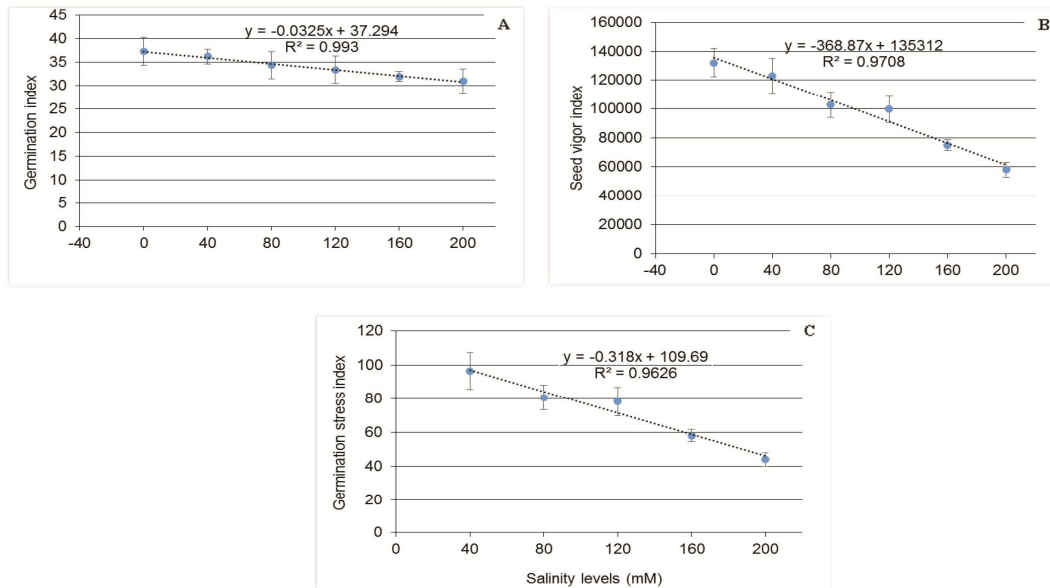 A
Germination index
45
40
35
30
25
20
15
10
5
0
y = -0.0325x + 37.294
R² = 0.993
-40 0 40 80 120 160 200
B
Seed vigor index
160000
140000
120000
100000
80000
60000
40000
20000
0
y = -368.87x + 135312
R² = 0.9708
-40 0 40 80 120 160 200
C
Germination stress index
120
100
80
60
40
20
0
y = -0.318x + 109.69
R² = 0.9626
0 40 80 120 160 200
Salinity levels (mM)